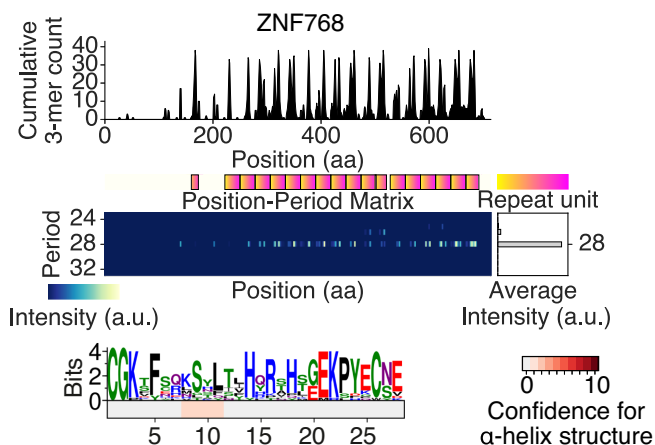 ZNF768
Cumulative
3-mer count
40
30
20
10
0
0 200 400 600
Position (aa)
Position-Period Matrix
Repeat unit
Period
24
28
32
28
Position (aa)
Intensity (a.u.)
Average
Intensity (a.u.)
Bits
4
2
0
5 10 15 20 25
0 10
Confidence for
α-helix structure